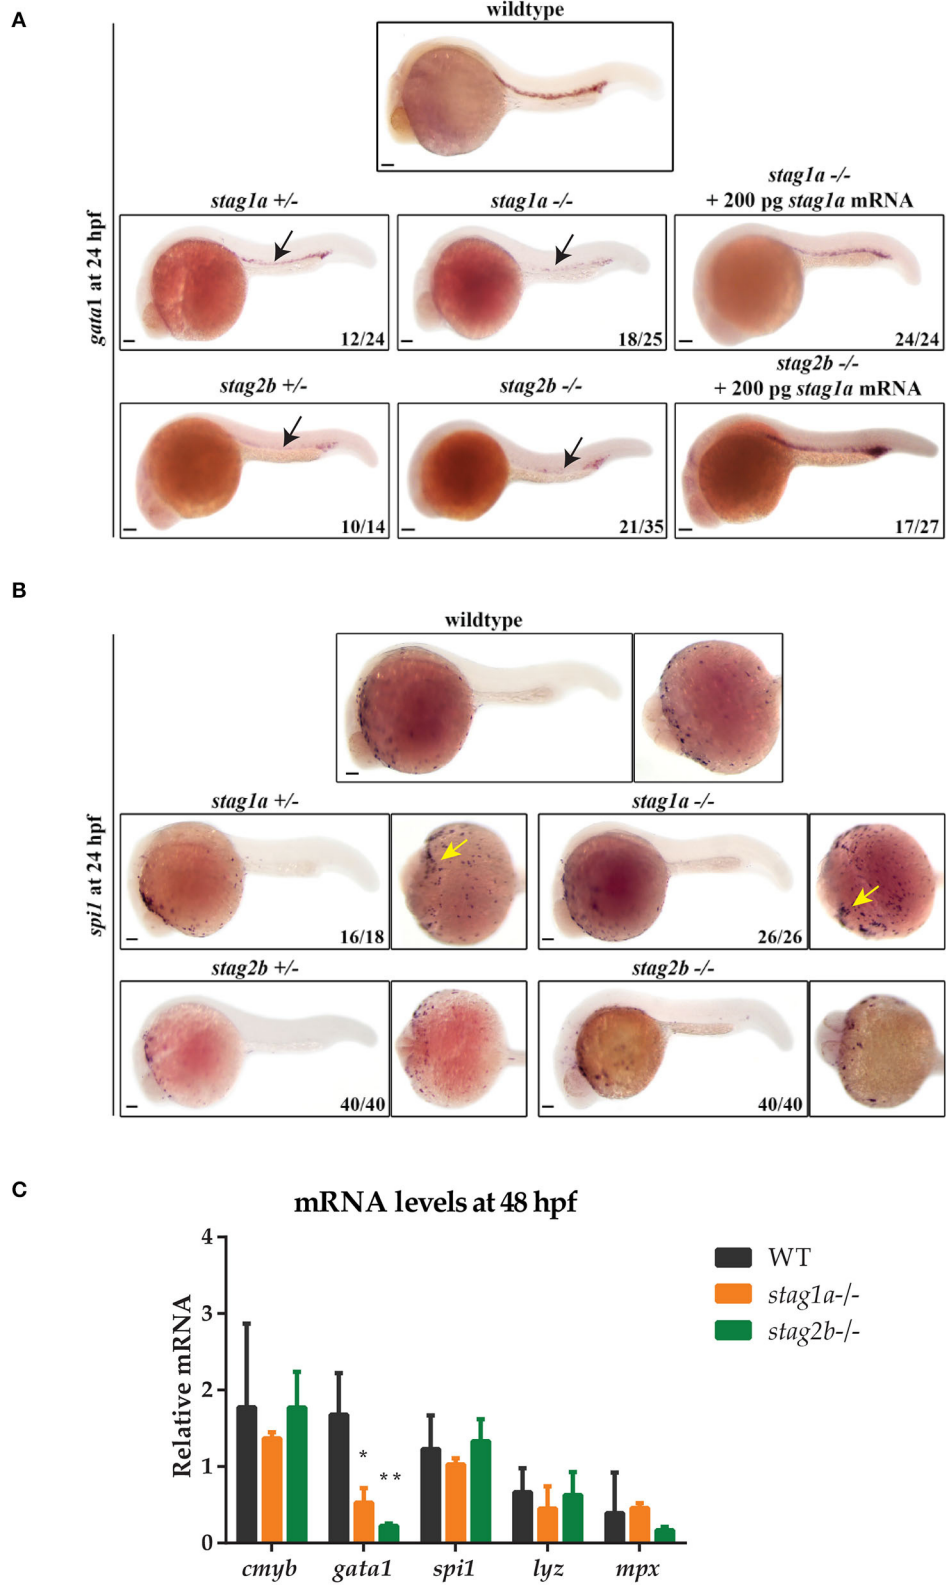 A
wildtype
gata1 at 24 hpf
stag1a +/-
stag1a -/-
stag1a -/-
+ 200 pg stag1a mRNA
12/24
18/25
24/24
stag2b +/-
stag2b -/-
stag2b -/-
+ 200 pg stag1a mRNA
10/14
21/35
17/27
B
wildtype
spi1 at 24 hpf
stag1a +/-
stag1a -/-
16/18
26/26
stag2b +/-
stag2b -/-
40/40
40/40
C
mRNA levels at 48 hpf
Relative mRNA
4
3
2
1
0
*
**
cmyb
gata1
spi1
lyz
mpx
WT
stag1a-/-
stag2b-/-